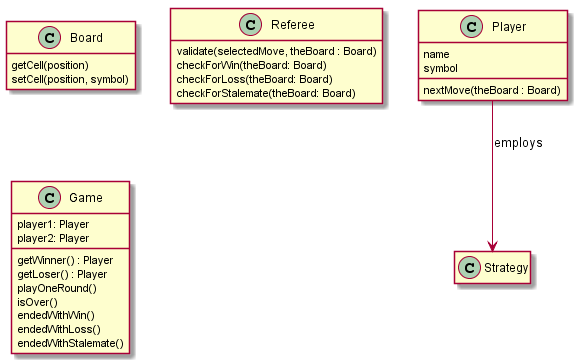 C Board
getCell(position)
setCell(position, symbol)
C Referee
validate(selectedMove, theBoard : Board)
checkForWin(theBoard: Board)
checkForLoss(theBoard: Board)
checkForStalemate(theBoard: Board)
C Player
name
symbol
nextMove(theBoard : Board)
employs
C Game
player1: Player
player2: Player
getWinner() : Player
getLoser() : Player
playOneRound()
isOver()
endedWithWin()
endedWithLoss()
endedWithStalemate()
C Strategy